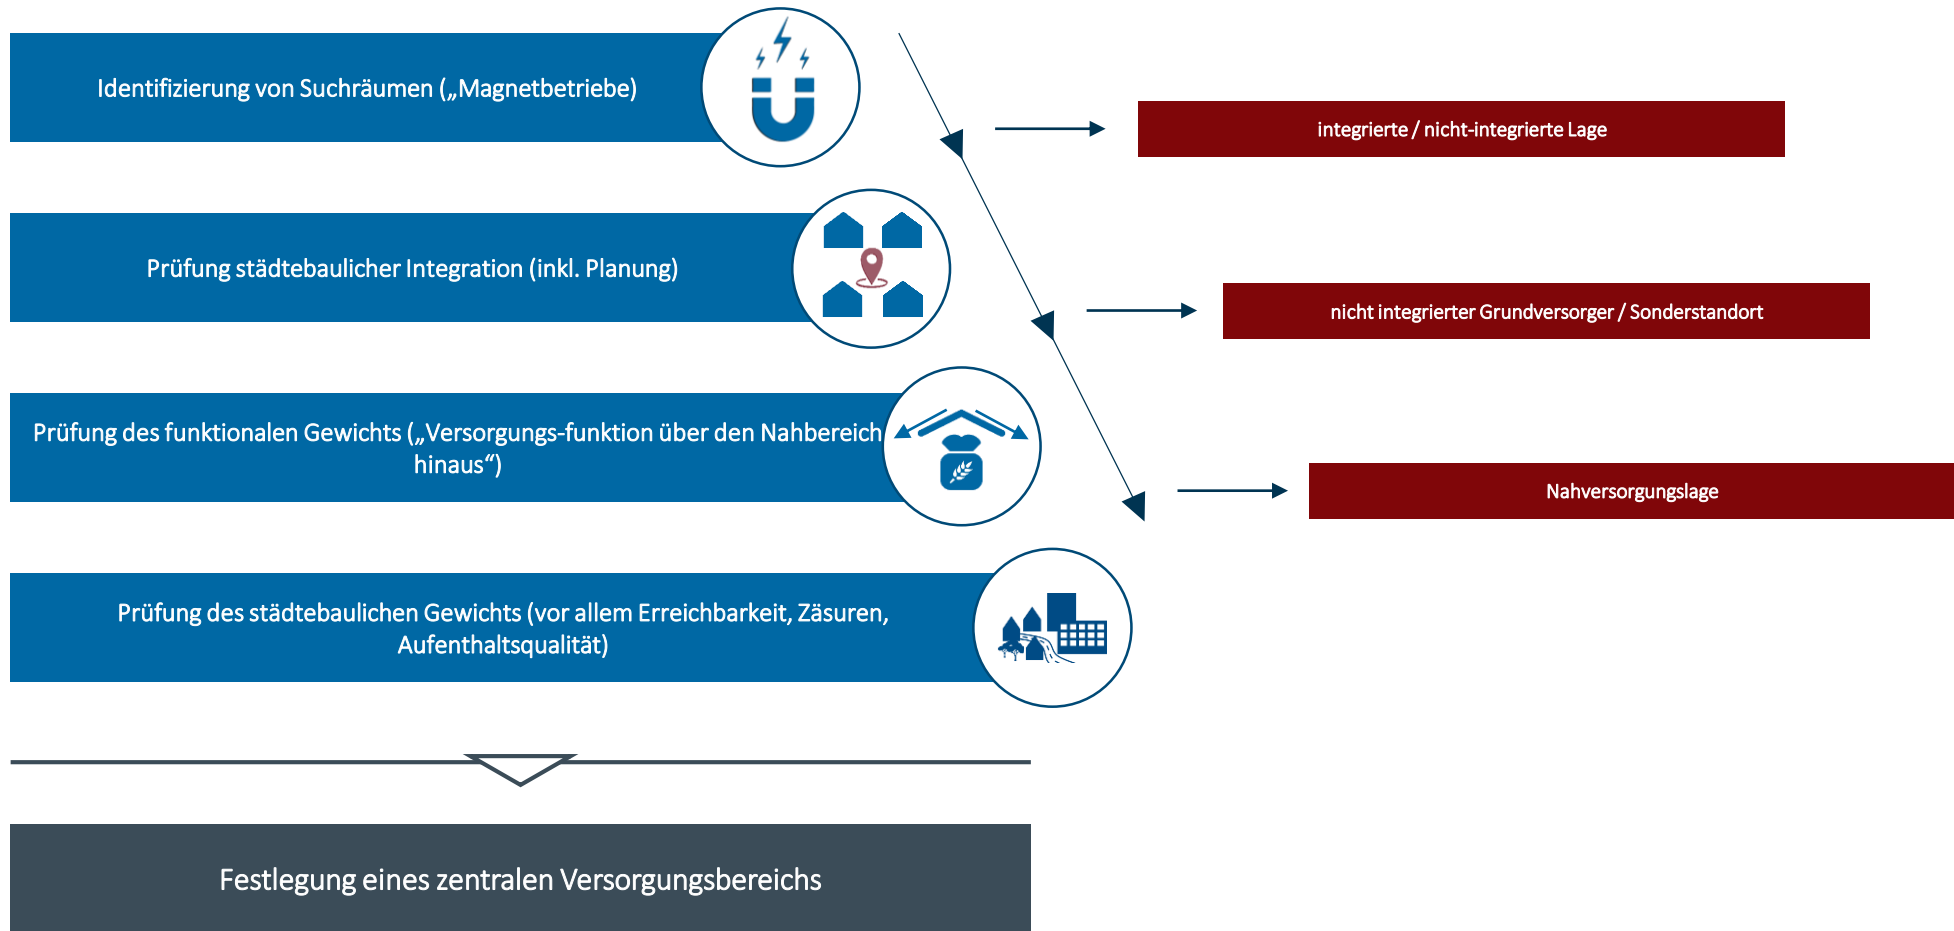 Identifizierung von Suchräumen („Magnetbetriebe)
integrierte / nicht-integrierte Lage
Prüfung städtebaulicher Integration (inkl. Planung)
nicht integrierter Grundversorger / Sonderstandort
Prüfung des funktionalen Gewichts („Versorgungs-funktion über den Nahbereich
hinaus“)
Nahversorgungslage
Prüfung des städtebaulichen Gewichts (vor allem Erreichbarkeit, Zäsuren,
Aufenthaltsqualität)
Festlegung eines zentralen Versorgungsbereichs